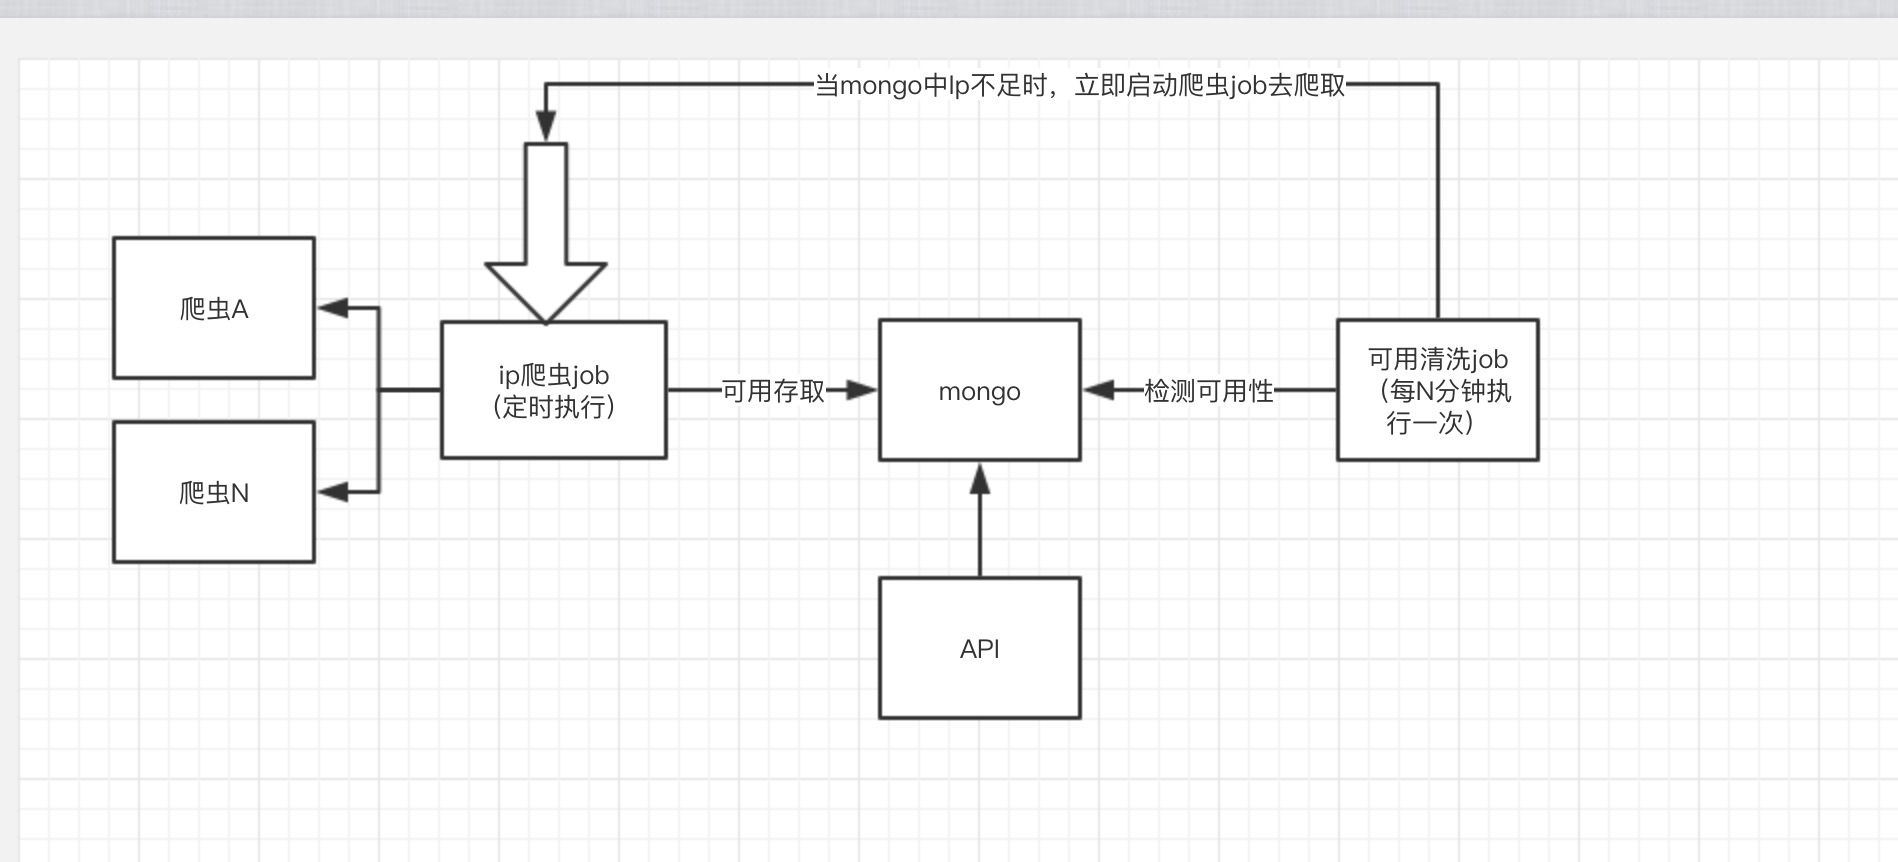 当mongo中Ip不足时，立即启动爬虫job去爬取
爬虫A
ip爬虫job
（定时执行）
可用存取
mongo
检测可用性
可用清洗job
（每N分钟执
行一次）
爬虫N
API